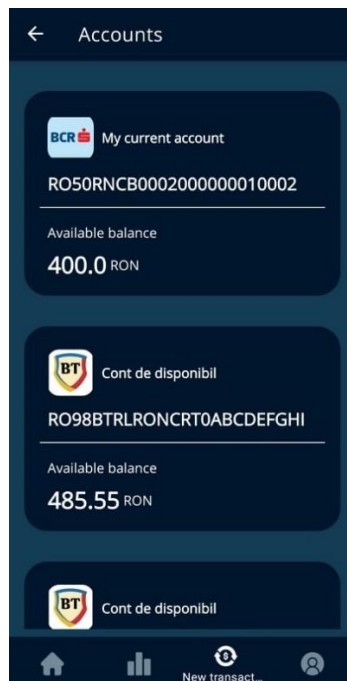 Accounts
BCR My current account
RO50RNCB0002000000010002
Available balance
400.0 RON
BT Cont de disponibil
RO98BTRLRONCRT0ABCDEFGHI
Available balance
485.55 RON
BT Cont de disponibil
New transact...